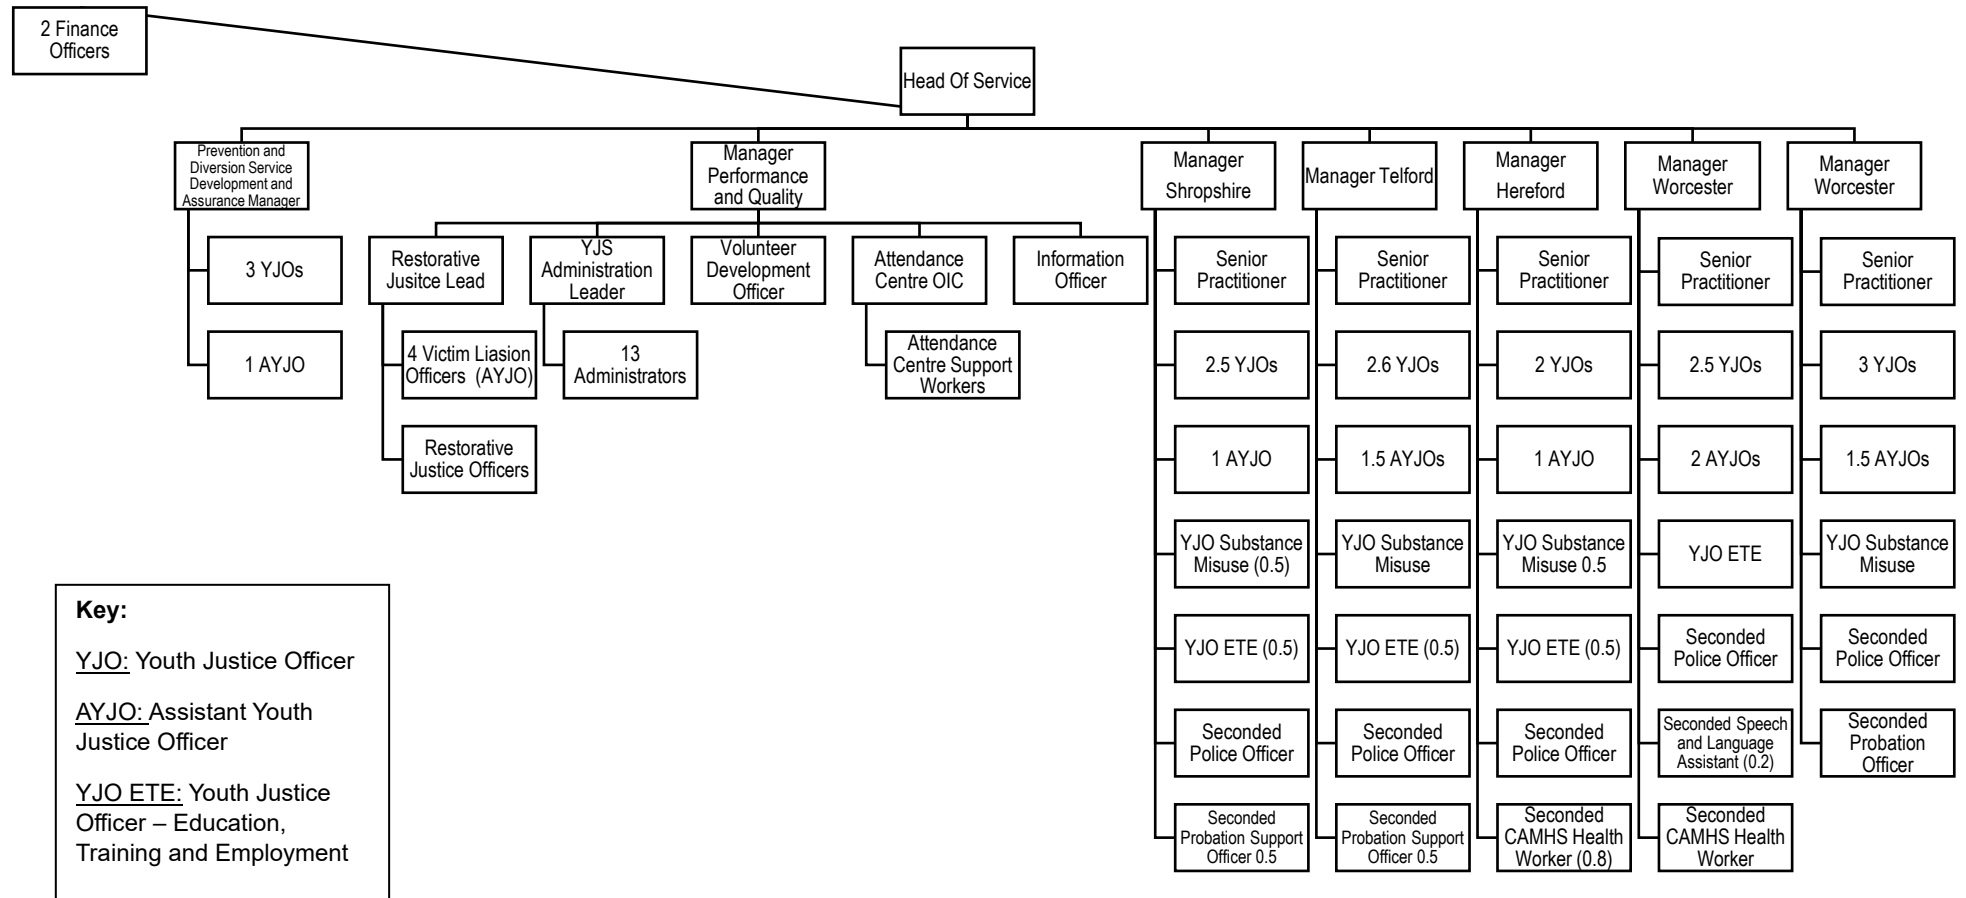 2 Finance
Officers
Head Of Service
Prevention and
Diversion Service
Development and
Assurance Manager
3 YJOs
1 AYJO
Manager
Performance
and Quality
Restorative
Jusitce Lead
4 Victim Liasion
Officers (AYJO)
Restorative
Justice Officers
YJS
Administration
Leader
13
Administrators
Volunteer
Development
Officer
Attendance
Centre OIC
Attendance
Centre Support
Workers
Information
Officer
Manager
Shropshire
Senior
Practitioner
2.5 YJOs
1 AYJO
YJO Substance
Misuse (0.5)
YJO ETE (0.5)
Seconded
Police Officer
Seconded
Probation Support
Officer 0.5
Manager Telford
Senior
Practitioner
2.6 YJOs
1.5 AYJOs
YJO Substance
Misuse
YJO ETE (0.5)
Seconded
Police Officer
Seconded
Probation Support
Officer 0.5
Manager
Hereford
Senior
Practitioner
2 YJOs
1 AYJO
YJO Substance
Misuse 0.5
YJO ETE (0.5)
Seconded
Police Officer
Seconded
CAMHS Health
Worker (0.8)
Manager
Worcester
Senior
Practitioner
2.5 YJOs
2 AYJOs
YJO ETE
Seconded
Police Officer
Seconded Speech
and Language
Assistant (0.2)
Seconded
CAMHS Health
Worker
Manager
Worcester
Senior
Practitioner
3 YJOs
1.5 AYJOs
YJO Substance
Misuse
Seconded
Police Officer
Seconded
Probation
Officer
Key:
YJO: Youth Justice Officer
AYJO: Assistant Youth
Justice Officer
YJO ETE: Youth Justice
Officer – Education,
Training and Employment